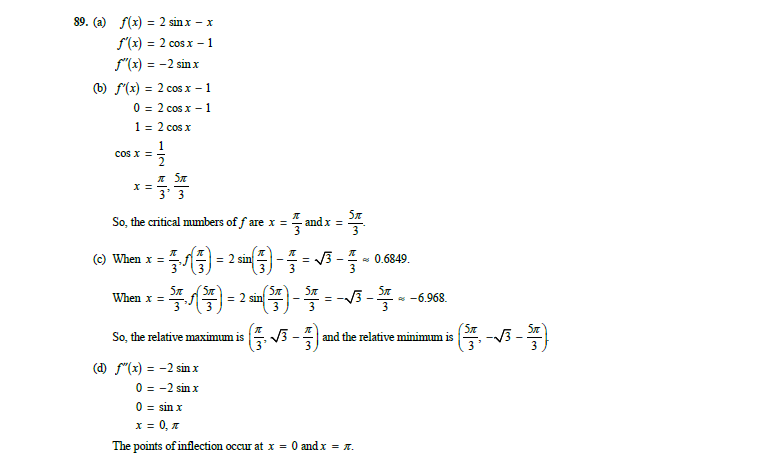 89. (a) f(x) = 2 sin x − x
f′(x) = 2 cos x − 1
f″(x) = −2 sin x
(b) f′(x) = 2 cos x − 1
0 = 2 cos x − 1
1 = 2 cos x
cos x = 1/2
x = π/3, 5π/3
So, the critical numbers of f are x = π/3 and x = 5π/3.
(c) When x = π/3, f(π/3) = 2 sin(π/3) − π/3 = √3 − π/3 ≈ 0.6849.
When x = 5π/3, f(5π/3) = 2 sin(5π/3) − 5π/3 = −√3 − 5π/3 ≈ −6.968.
So, the relative maximum is (π/3, √3 − π/3) and the relative minimum is (5π/3, −√3 − 5π/3)
(d) f″(x) = −2 sin x
0 = −2 sin x
0 = sin x
x = 0, π
The points of inflection occur at x = 0 and x = π.